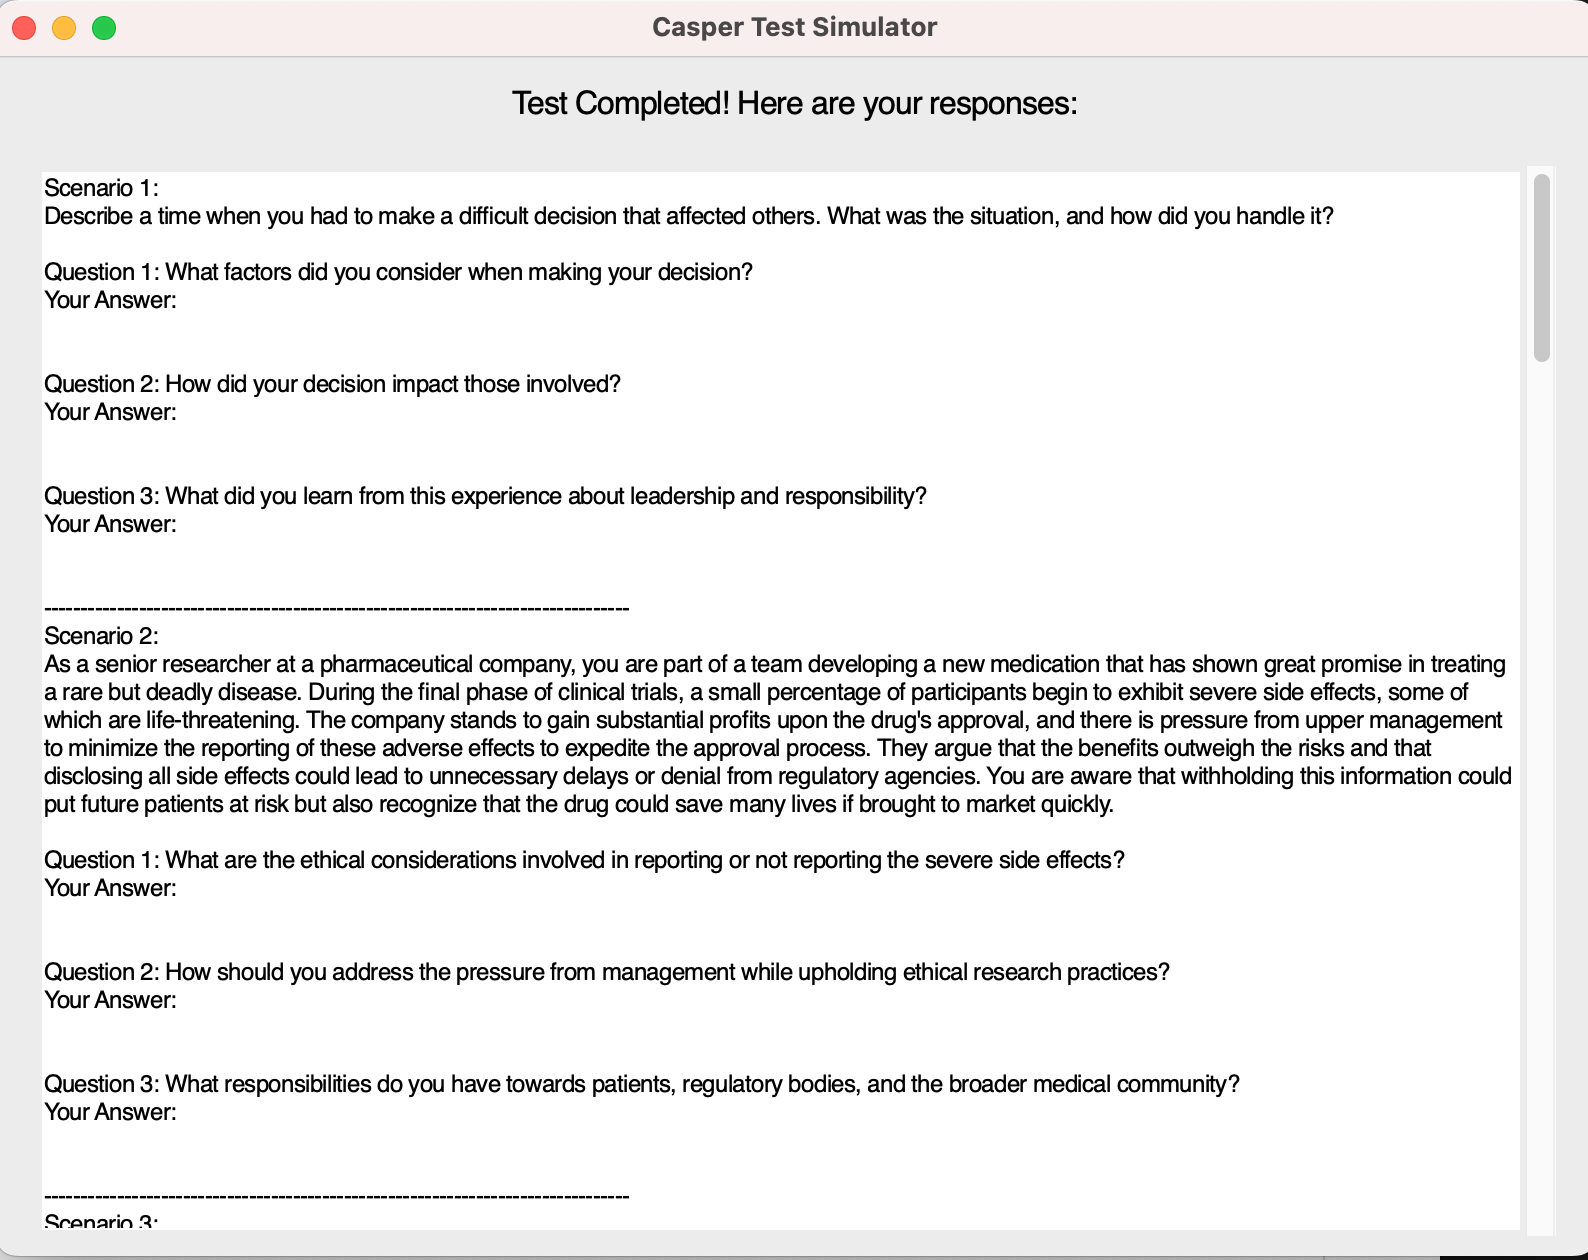 Casper Test Simulator
Test Completed! Here are your responses:
Scenario 1:
Describe a time when you had to make a difficult decision that affected others. What was the situation, and how did you handle it?
Question 1: What factors did you consider when making your decision?
Your Answer:
Question 2: How did your decision impact those involved?
Your Answer:
Question 3: What did you learn from this experience about leadership and responsibility?
Your Answer:
--------------------------------------------------------------------------------
Scenario 2:
As a senior researcher at a pharmaceutical company, you are part of a team developing a new medication that has shown great promise in treating
a rare but deadly disease. During the final phase of clinical trials, a small percentage of participants begin to exhibit severe side effects, some of
which are life-threatening. The company stands to gain substantial profits upon the drug's approval, and there is pressure from upper management
to minimize the reporting of these adverse effects to expedite the approval process. They argue that the benefits outweigh the risks and that
disclosing all side effects could lead to unnecessary delays or denial from regulatory agencies. You are aware that withholding this information could
put future patients at risk but also recognize that the drug could save many lives if brought to market quickly.
Question 1: What are the ethical considerations involved in reporting or not reporting the severe side effects?
Your Answer:
Question 2: How should you address the pressure from management while upholding ethical research practices?
Your Answer:
Question 3: What responsibilities do you have towards patients, regulatory bodies, and the broader medical community?
Your Answer:
--------------------------------------------------------------------------------
Scenario 3: